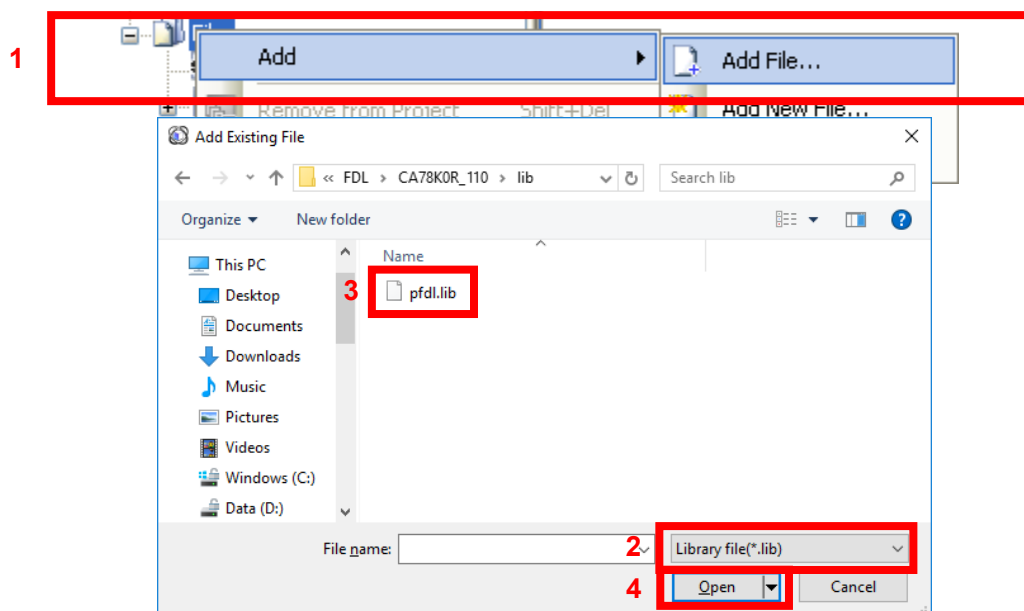 1
Add
Add File...
Remove from Project Shift+Del
Add New File...
Add Existing File
« FDL > CA78K0R_110 > lib
Search lib
Organize
New folder
This PC
Desktop
Documents
Downloads
Music
Pictures
Videos
Windows (C:)
Data (D:)
Name
3
pfdl.lib
File name:
2
Library file(*.lib)
4
Open
Cancel